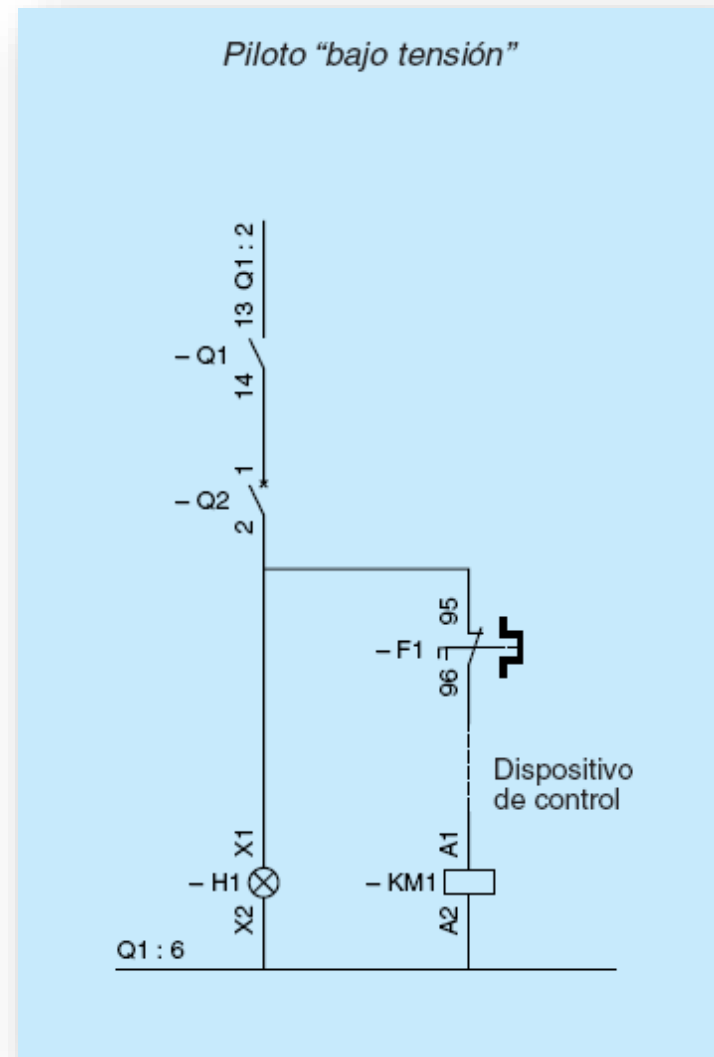 Piloto “bajo tensión”
Q1 : 2
13
– Q1
14
1
– Q2
2
95
– F1
96
Dispositivo
de control
X1
A1
– H1
– KM1
X2
A2
Q1 : 6